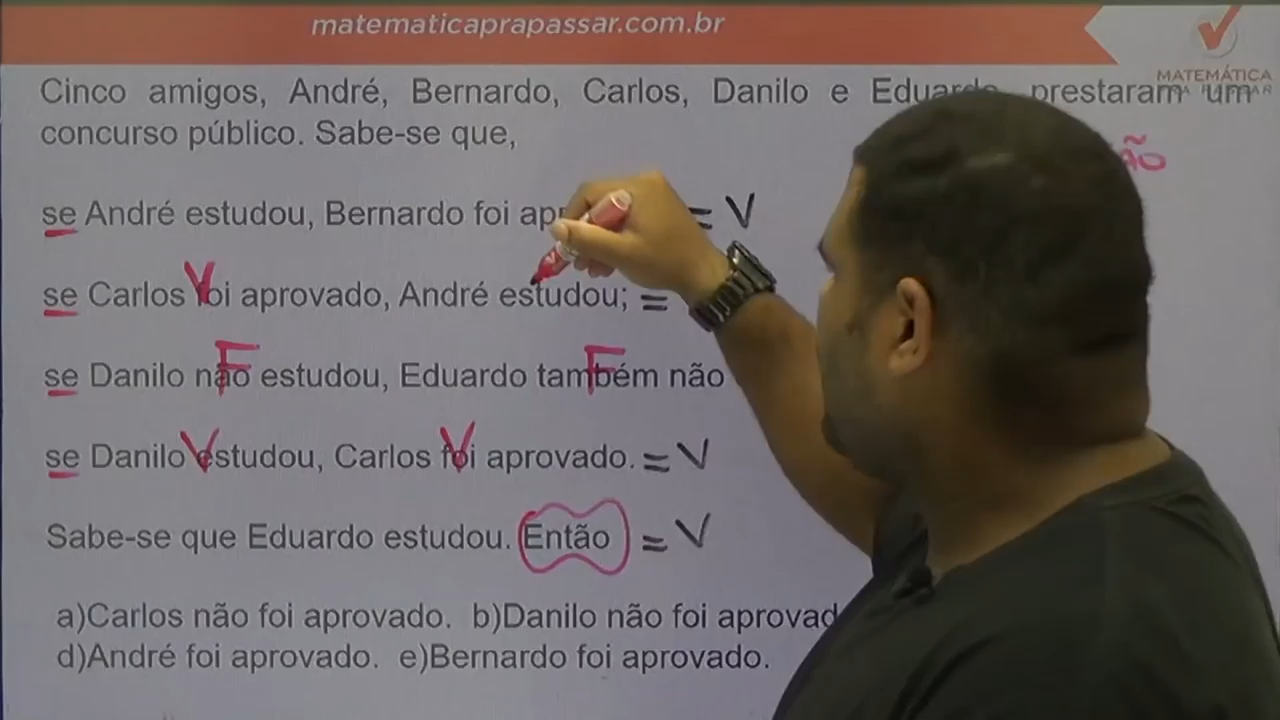 matematicaprapassar.com.br
MATEMÁTICA
Cinco amigos, André, Bernardo, Carlos, Danilo e prestaram um
concurso público. Sabe-se que,
se André estudou, Bernardo foi = V
V
se Carlos foi aprovado, André estudou; =
F F
se Danilo não estudou, Eduardo também não
V V
se Danilo estudou, Carlos foi aprovado. = V
Sabe-se que Eduardo estudou. Então = V
a)Carlos não foi aprovado. b)Danilo não foi
d)André foi aprovado. e)Bernardo foi aprovado.